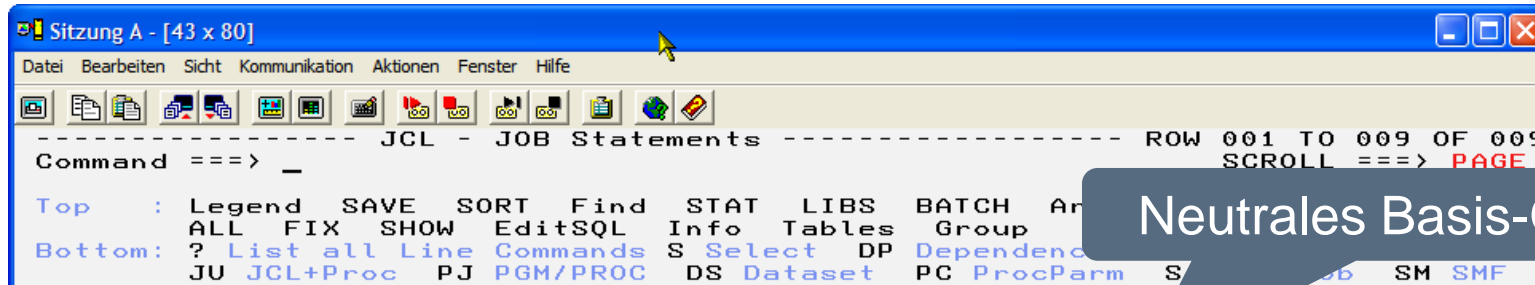 Sitzung A - [43 x 80]
Datei Bearbeiten Sicht Kommunikation Aktionen Fenster Hilfe
----------------- JCL - JOB Statements ----------------- ROW 001 TO 009 OF 009
Command ===> _ SCROLL ===> PAGE
Top : Legend SAVE SORT Find STAT LIBS BATCH
ALL FIX SHOW EditSQL Info Tables Group
Neutrales Basis-
Bottom: ? List all Line Commands S Select DP
JU JCL+Proc PJ PGM/PROC DS Dataset PC ProcParm SM SMF